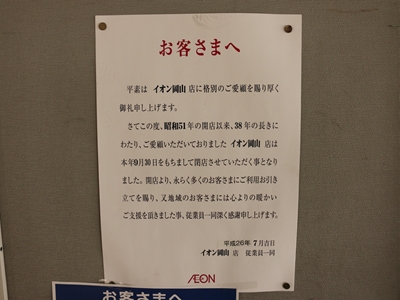 お客さまへ
平素は イオン岡山 店に格別のご愛顧を賜り厚く
御礼申し上げます。
さてこの度、昭和51年の開店以来、38年の長きに
わたり、ご愛顧いただいておりました イオン岡山 店は
本年9月30日をもちまして閉店させていただく事となり
ました。開店より、永らく多くのお客さまにご利用お引き
立てを賜り、又地域のお客さまには心よりの暖かい
ご支援を頂きました事、従業員一同深く感謝申し上げます。
平成26年 7月吉日
イオン岡山 店 従業員一同
ÆON
お客さまへ